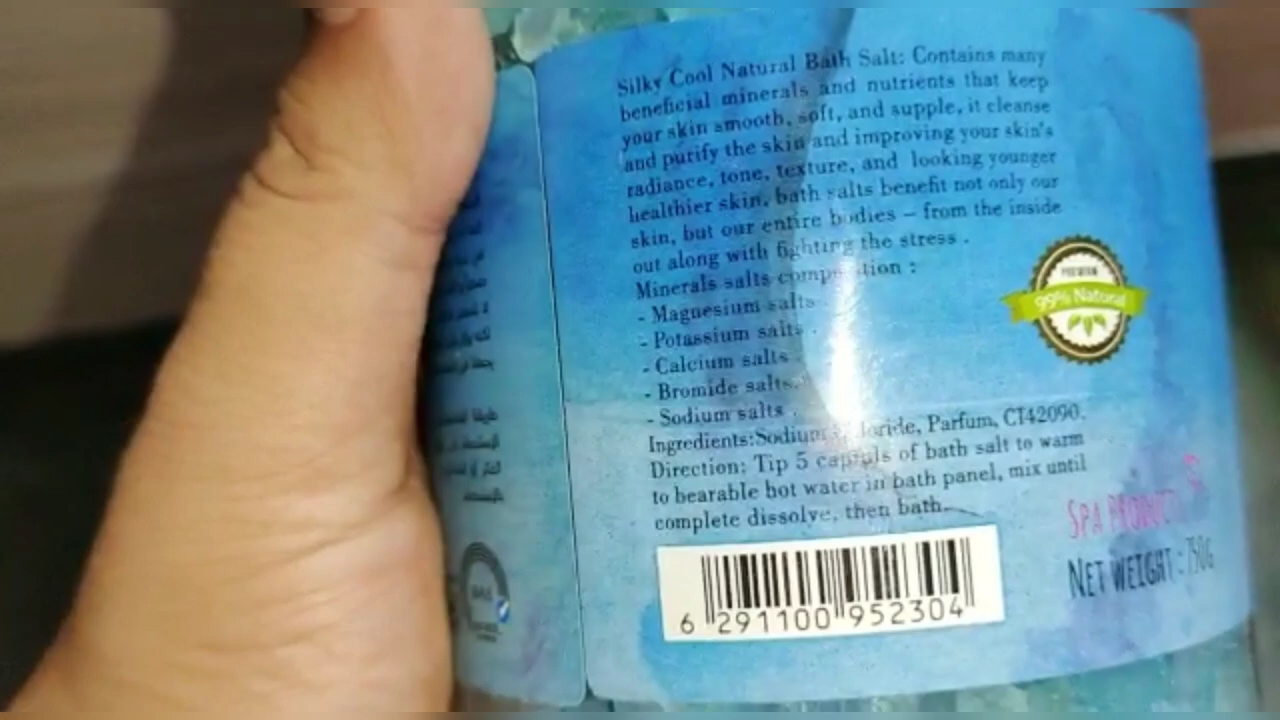 Silky Cool Natural Bath Salt: Contains many
beneficial minerals and nutrients that keep
your skin smooth, soft, and supple, it cleanse
and purify the skin and improving your skin's
radiance, tone, texture, and looking younger
healthier skin, bath salts benefit not only our
skin, but our entire bodies – from the inside
out along with fighting the stress .
Minerals salts :
- Magnesium salts .
- Potassium salts .
- Calcium salts .
- Bromide salts.
- Sodium salts .
Ingredients:Sodium Parfum, CI42090.
Direction: Tip 5 of bath salt to warm
to bearable hot water in bath panel, mix until
complete dissolve, then bath.
PREMIUM
99% Natural
SPA PRODUCT
NET WEIGHT : 750G
6 291100 952304